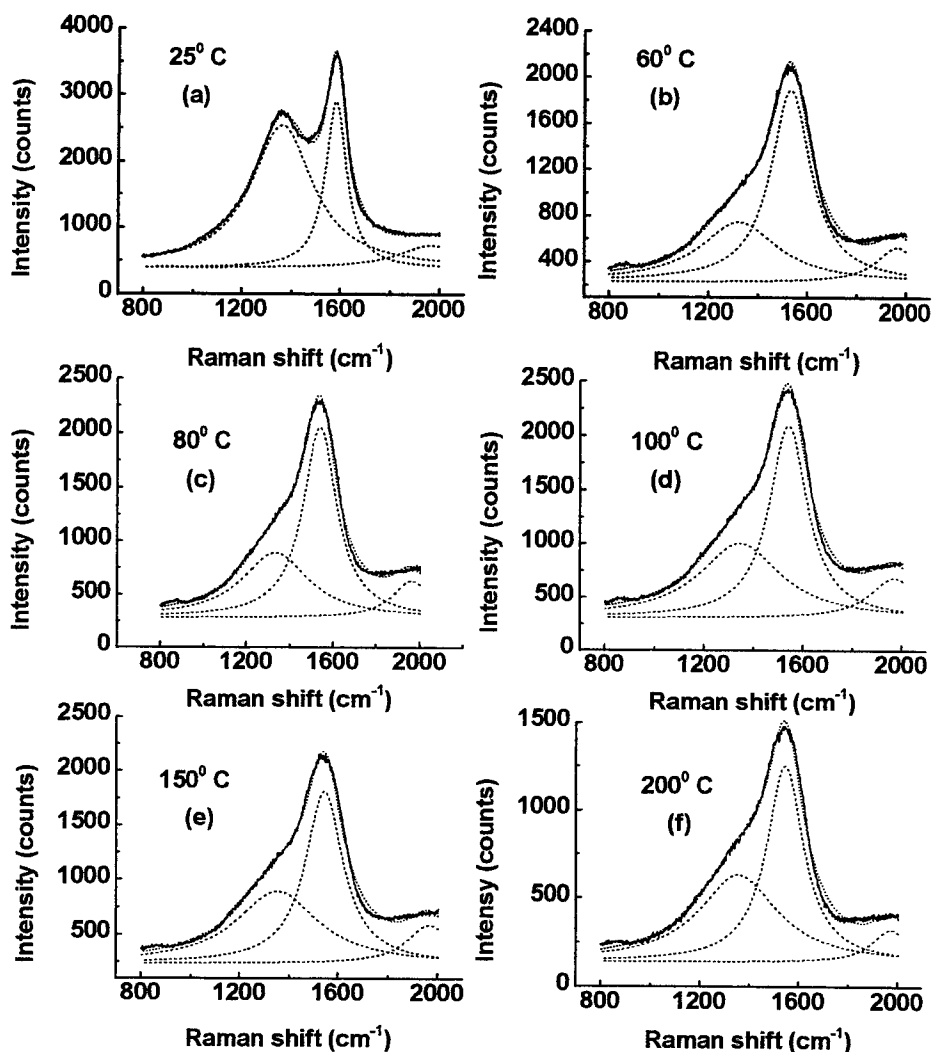 4000
3000
2000
1000
0
Intensity (counts)
25⁰ C
(a)
800 1200 1600 2000
Raman shift (cm⁻¹)
2400
2000
1600
1200
800
400
Intensity (counts)
60⁰ C
(b)
800 1200 1600 2000
Raman shift (cm⁻¹)
2500
2000
1500
1000
500
0
Intensity (counts)
80⁰ C
(c)
800 1200 1600 2000
Raman shift (cm⁻¹)
2500
2000
1500
1000
500
0
Intensity (counts)
100⁰ C
(d)
800 1200 1600 2000
Raman shift (cm⁻¹)
2500
2000
1500
1000
500
Intensity (counts)
150⁰ C
(e)
800 1200 1600 2000
Raman shift (cm⁻¹)
1500
1000
500
0
Intensy (counts)
200⁰ C
(f)
800 1200 1600 2000
Raman shift (cm⁻¹)